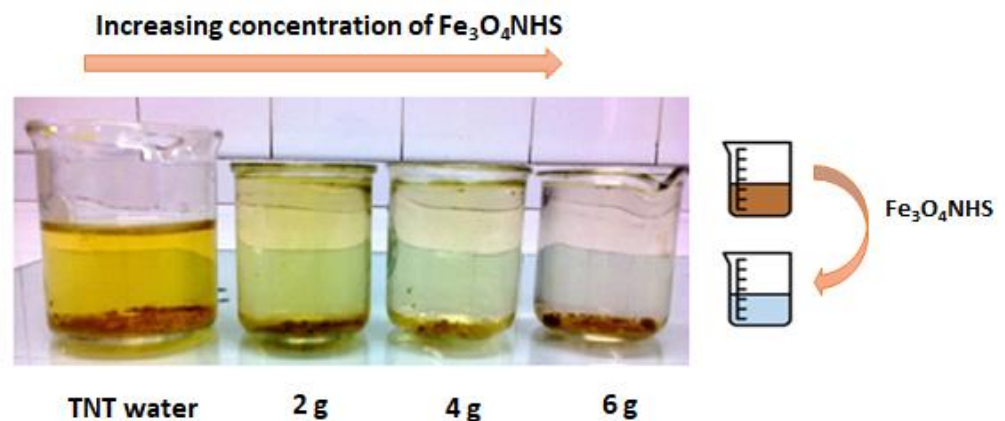 Increasing concentration of Fe₃O₄NHS
Fe₃O₄NHS
TNT water
2 g
4 g
6 g